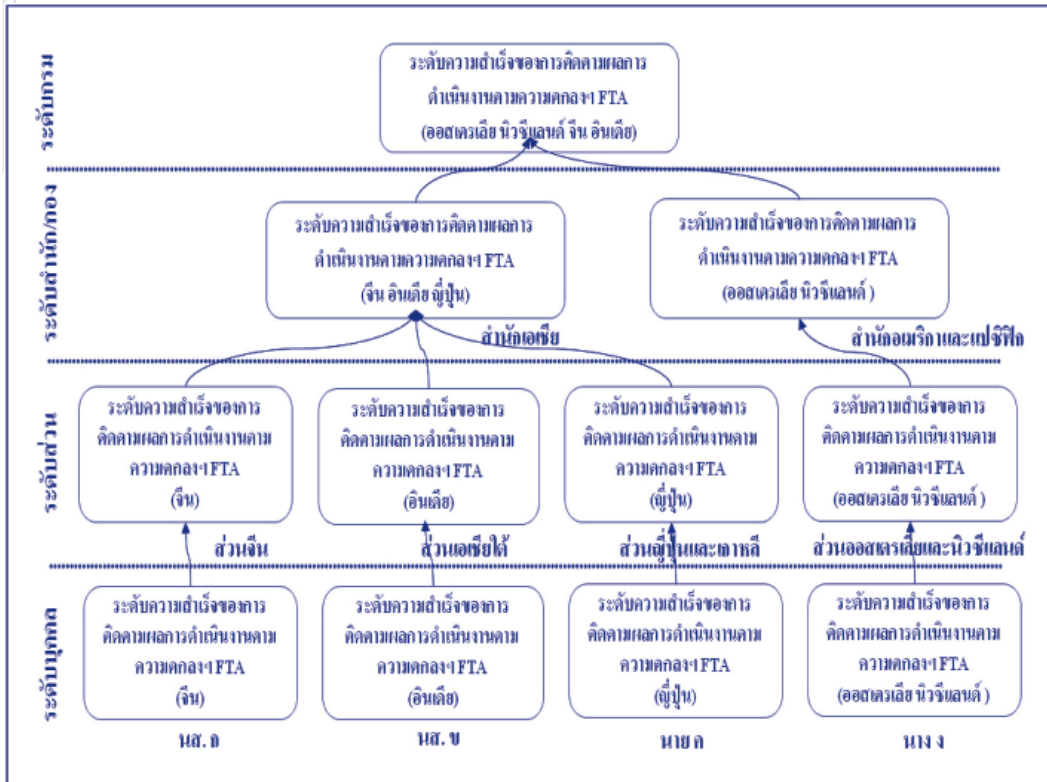 ระดับกรม
ระดับความสำเร็จของการติดตามผลการ
ดำเนินงานตามความตกลงฯ FTA
(ออสเตรเลีย นิวซีแลนด์ จีน อินเดีย)
ระดับสำนัก/กอง
ระดับความสำเร็จของการติดตามผลการ
ดำเนินงานตามความตกลงฯ FTA
(จีน อินเดีย ญี่ปุ่น)
สำนักเอเชีย
ระดับความสำเร็จของการติดตามผลการ
ดำเนินงานตามความตกลงฯ FTA
(ออสเตรเลีย นิวซีแลนด์ )
สำนักอเมริกาและแปซิฟิก
ระดับส่วน
ระดับความสำเร็จของการ
ติดตามผลการดำเนินงานตาม
ความตกลงฯ FTA
(จีน)
ส่วนจีน
ระดับความสำเร็จของการ
ติดตามผลการดำเนินงานตาม
ความตกลงฯ FTA
(อินเดีย)
ส่วนเอเชียใต้
ระดับความสำเร็จของการ
ติดตามผลการดำเนินงานตาม
ความตกลงฯ FTA
(ญี่ปุ่น)
ส่วนญี่ปุ่นและเกาหลี
ระดับความสำเร็จของการ
ติดตามผลการดำเนินงานตาม
ความตกลงฯ FTA
(ออสเตรเลีย นิวซีแลนด์ )
ส่วนออสเตรเลียและนิวซีแลนด์
ระดับบุคคล
ระดับความสำเร็จของการ
ติดตามผลการดำเนินงานตาม
ความตกลงฯ FTA
(จีน)
นส. ก
ระดับความสำเร็จของการ
ติดตามผลการดำเนินงานตาม
ความตกลงฯ FTA
(อินเดีย)
นส. ข
ระดับความสำเร็จของการ
ติดตามผลการดำเนินงานตาม
ความตกลงฯ FTA
(ญี่ปุ่น)
นาย ค
ระดับความสำเร็จของการ
ติดตามผลการดำเนินงานตาม
ความตกลงฯ FTA
(ออสเตรเลีย นิวซีแลนด์ )
นาง ง